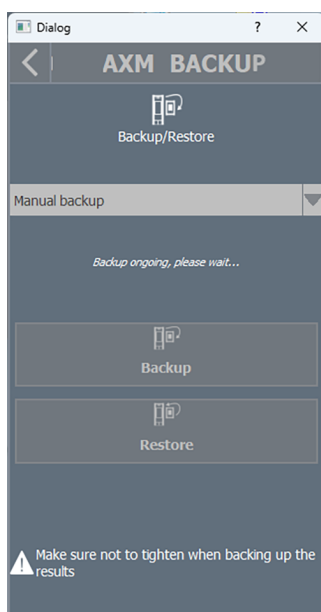 Dialog ?
AXM BACKUP
Backup/Restore
Manual backup
Backup ongoing, please wait...
Backup
Restore
Make sure not to tighten when backing up the
results